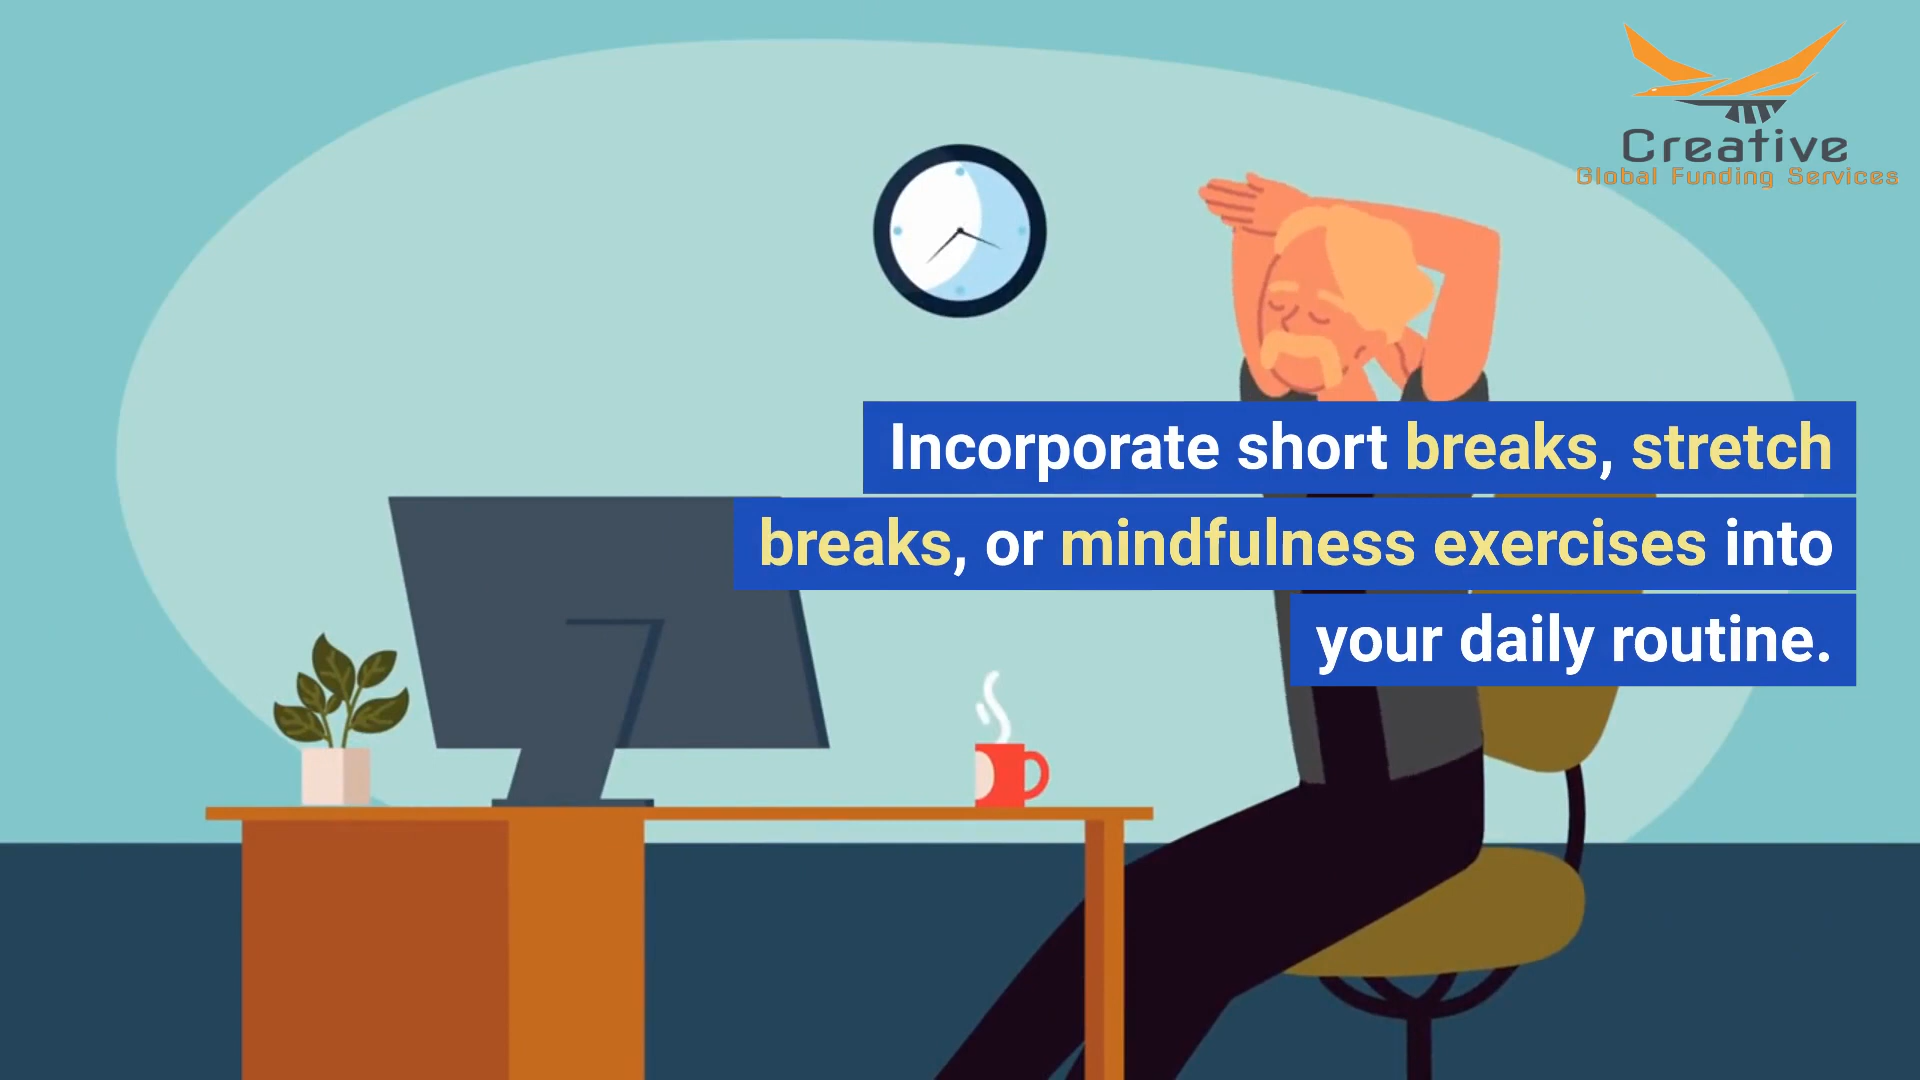 Creative
Global Funding Services
Incorporate short breaks, stretch
breaks, or mindfulness exercises into
your daily routine.